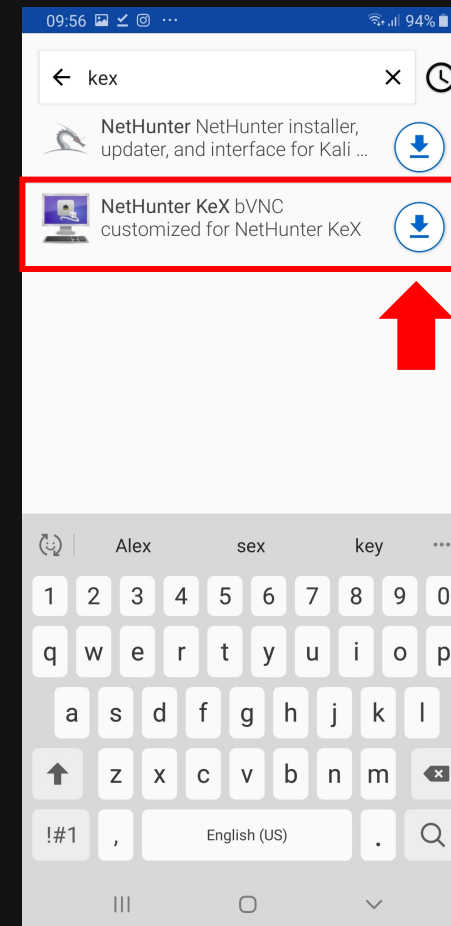 09:56 94%
kex
NetHunter NetHunter installer,
updater, and interface for Kali ...
NetHunter KeX bVNC
customized for NetHunter KeX
Alex sex key
1 2 3 4 5 6 7 8 9 0
q w e r t y u i o p
a s d f g h j k l
z x c v b n m
!#1 , English (US) .